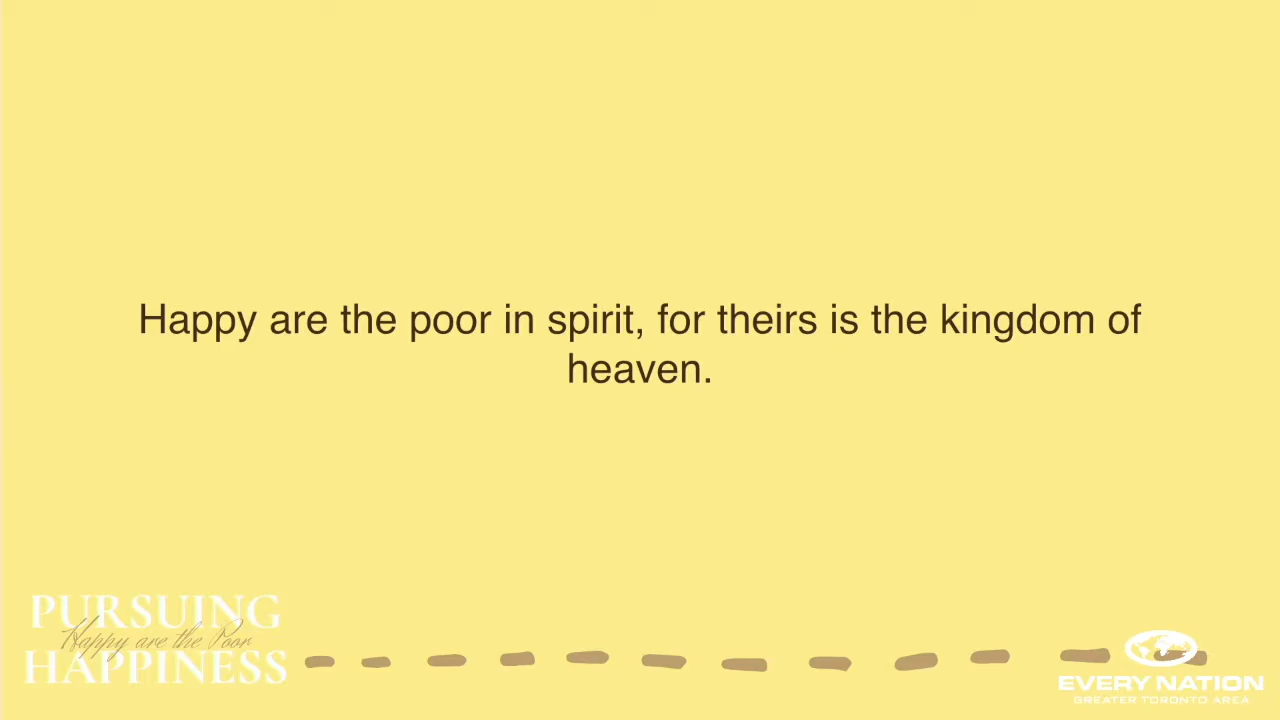 Happy are the poor in spirit, for theirs is the kingdom of
heaven.
PURSUING
Happy are the Poor
HAPPINESS
EVERY NATION
GREATER TORONTO AREA